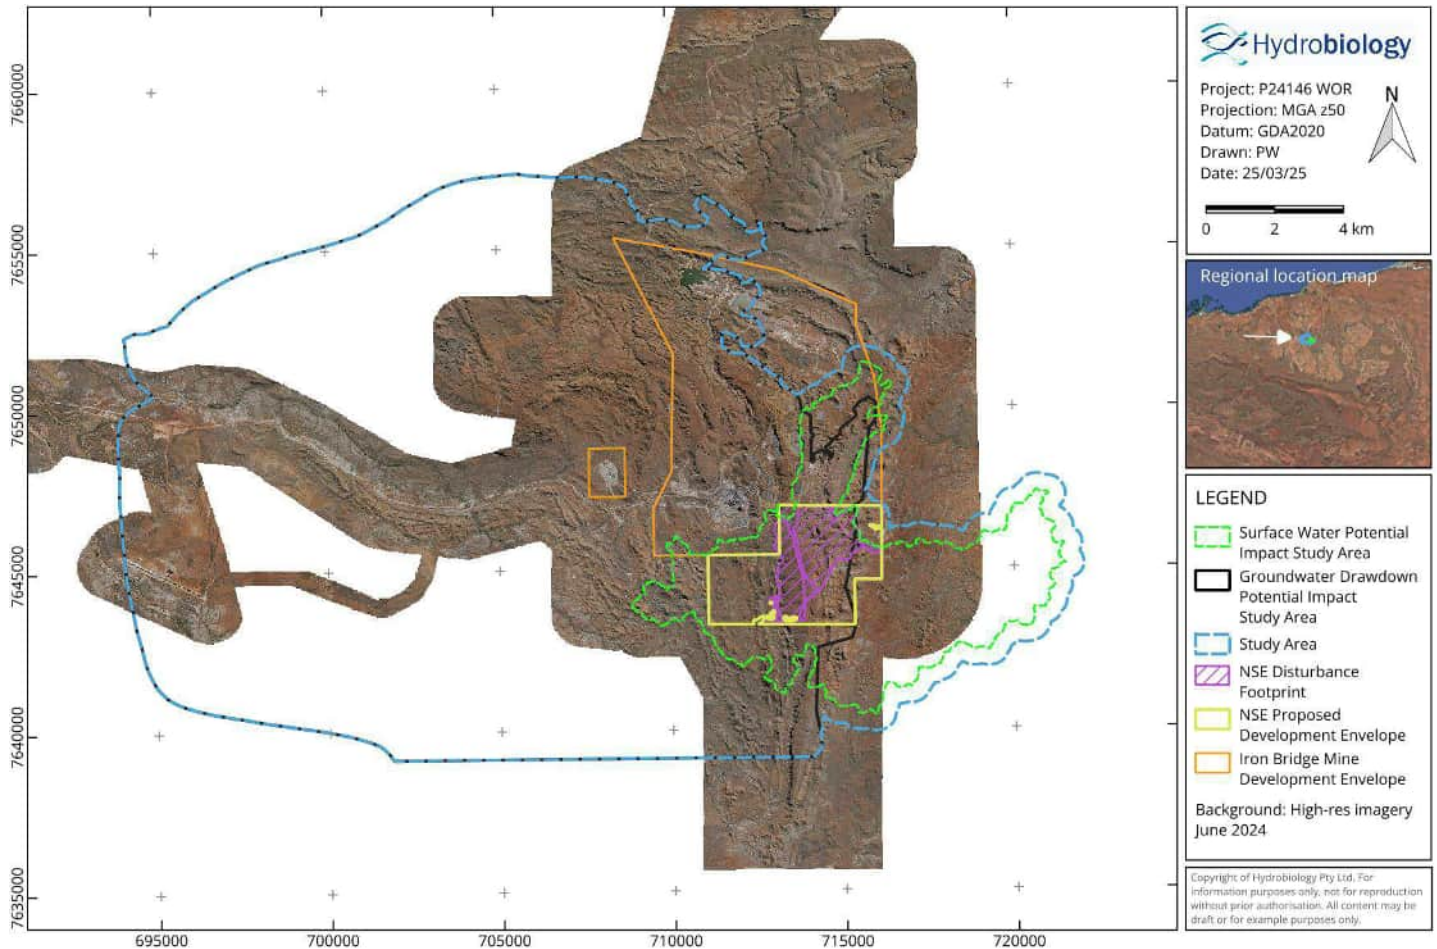 Hydrobiology
Project: P24146 WOR
Projection: MGA z50
Datum: GDA2020
Drawn: PW
Date: 25/03/25
N
0 2 4 km
Regional location map
LEGEND
Surface Water Potential
Impact Study Area
Groundwater Drawdown
Potential Impact
Study Area
Study Area
NSE Disturbance
Footprint
NSE Proposed
Development Envelope
Iron Bridge Mine
Development Envelope
Background: High-res imagery
June 2024
Copyright of Hydrobiology Pty Ltd. For
information purposes only, not for reproduction
without prior authorisation. All content may be
draft or for example purposes only.
7660000
7655000
7650000
7645000
7640000
7635000
695000 700000 705000 710000 715000 720000